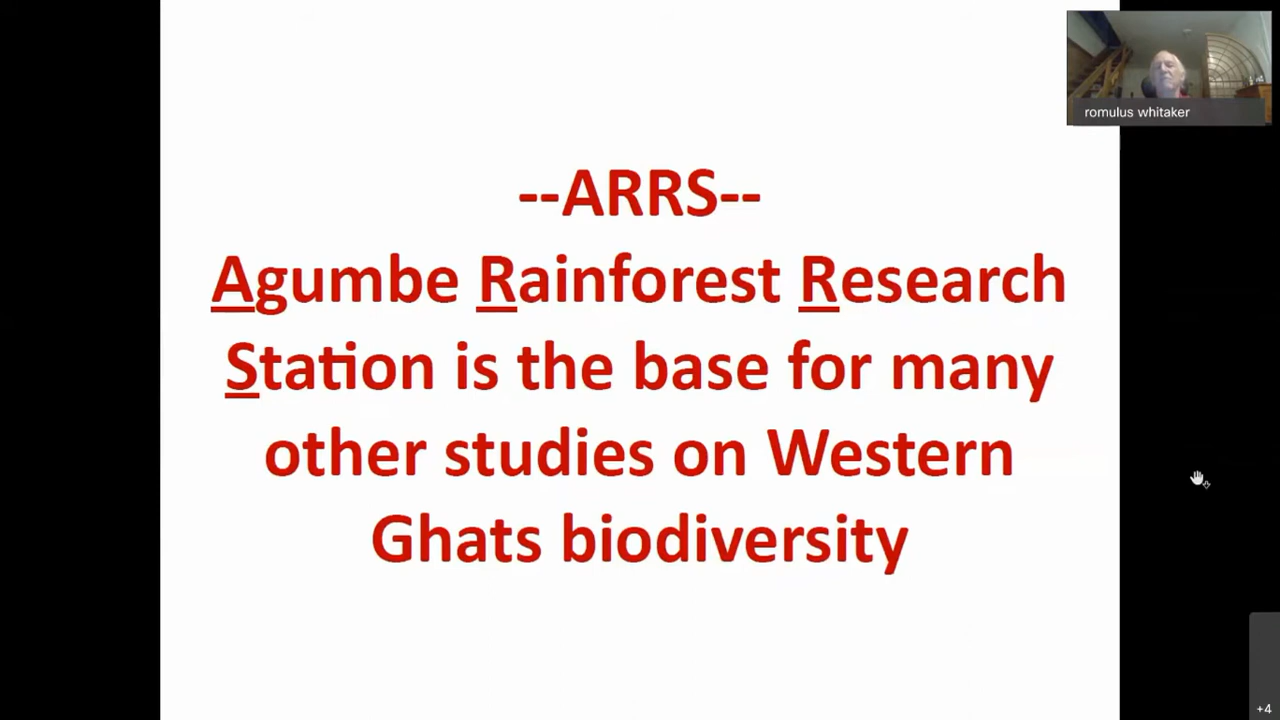 romulus whitaker
--ARRS--
Agumbe Rainforest Research
Station is the base for many
other studies on Western
Ghats biodiversity
+4